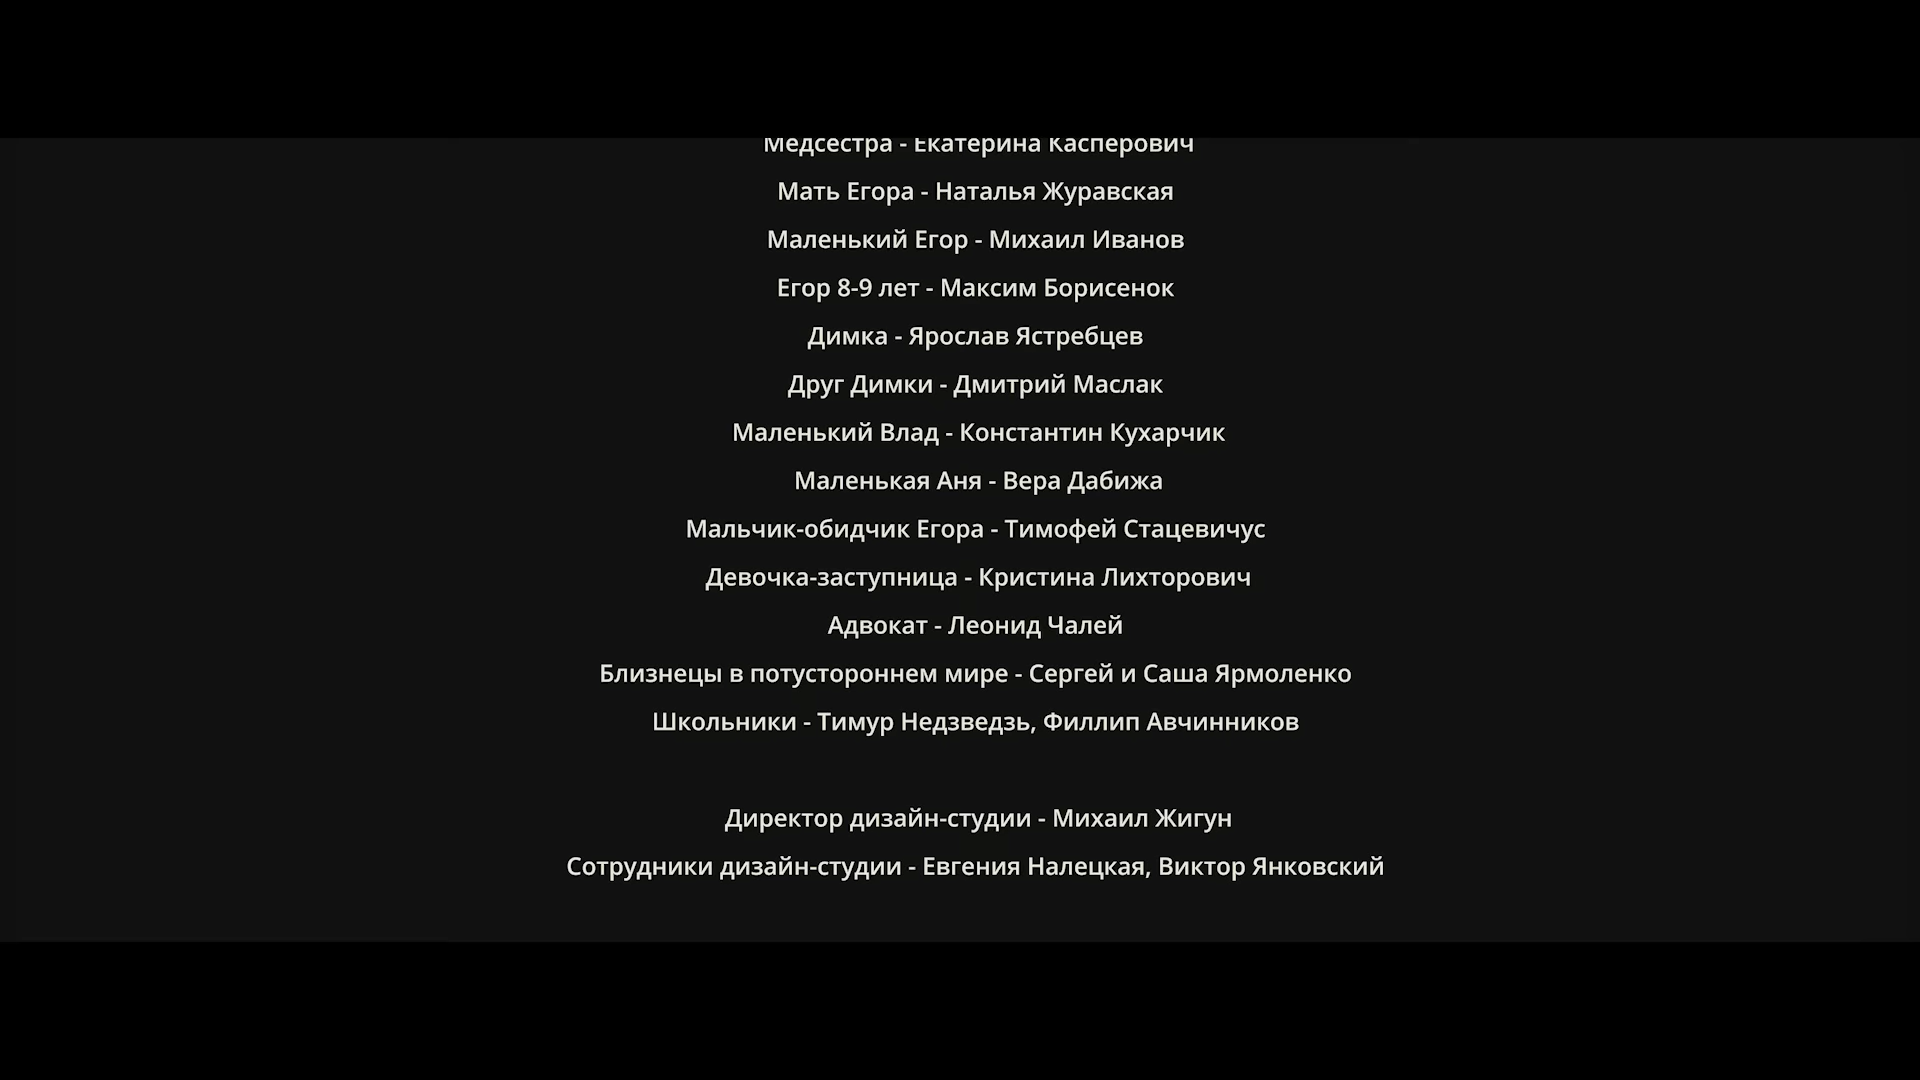 Медсестра - Екатерина Касперович
Мать Егора - Наталья Журавская
Маленький Егор - Михаил Иванов
Егор 8-9 лет - Максим Борисенок
Димка - Ярослав Ястребцев
Друг Димки - Дмитрий Маслак
Маленький Влад - Константин Кухарчик
Маленькая Аня - Вера Дабижа
Мальчик-обидчик Егора - Тимофей Стацевичус
Девочка-заступница - Кристина Лихторович
Адвокат - Леонид Чалей
Близнецы в потустороннем мире - Сергей и Саша Ярмоленко
Школьники - Тимур Недзведзь, Филлип Авчинников
Директор дизайн-студии - Михаил Жигун
Сотрудники дизайн-студии - Евгения Налецкая, Виктор Янковский